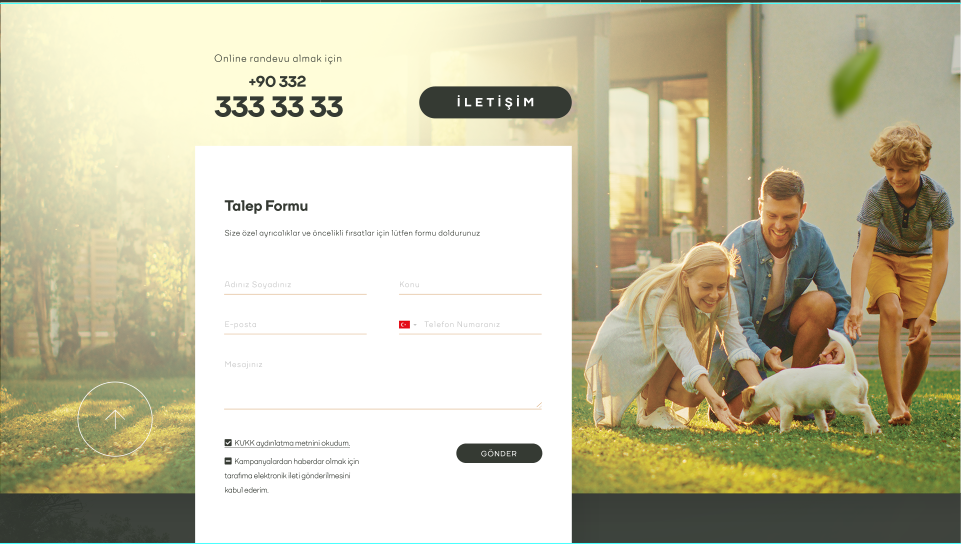 Online randevu almak için
+90 332
333 33 33
İLETİŞİM
Talep Formu
Size özel ayrıcalıklar ve öncelikli fırsatlar için lütfen formu doldurunuz
Adınız Soyadınız
Konu
E-posta
Telefon Numaranız
Mesajınız
KVKK aydınlatma metnini okudum.
Kampanyalardan haberdar olmak için
tarafıma elektronik ileti gönderilmesini
kabul ederim.
GÖNDER